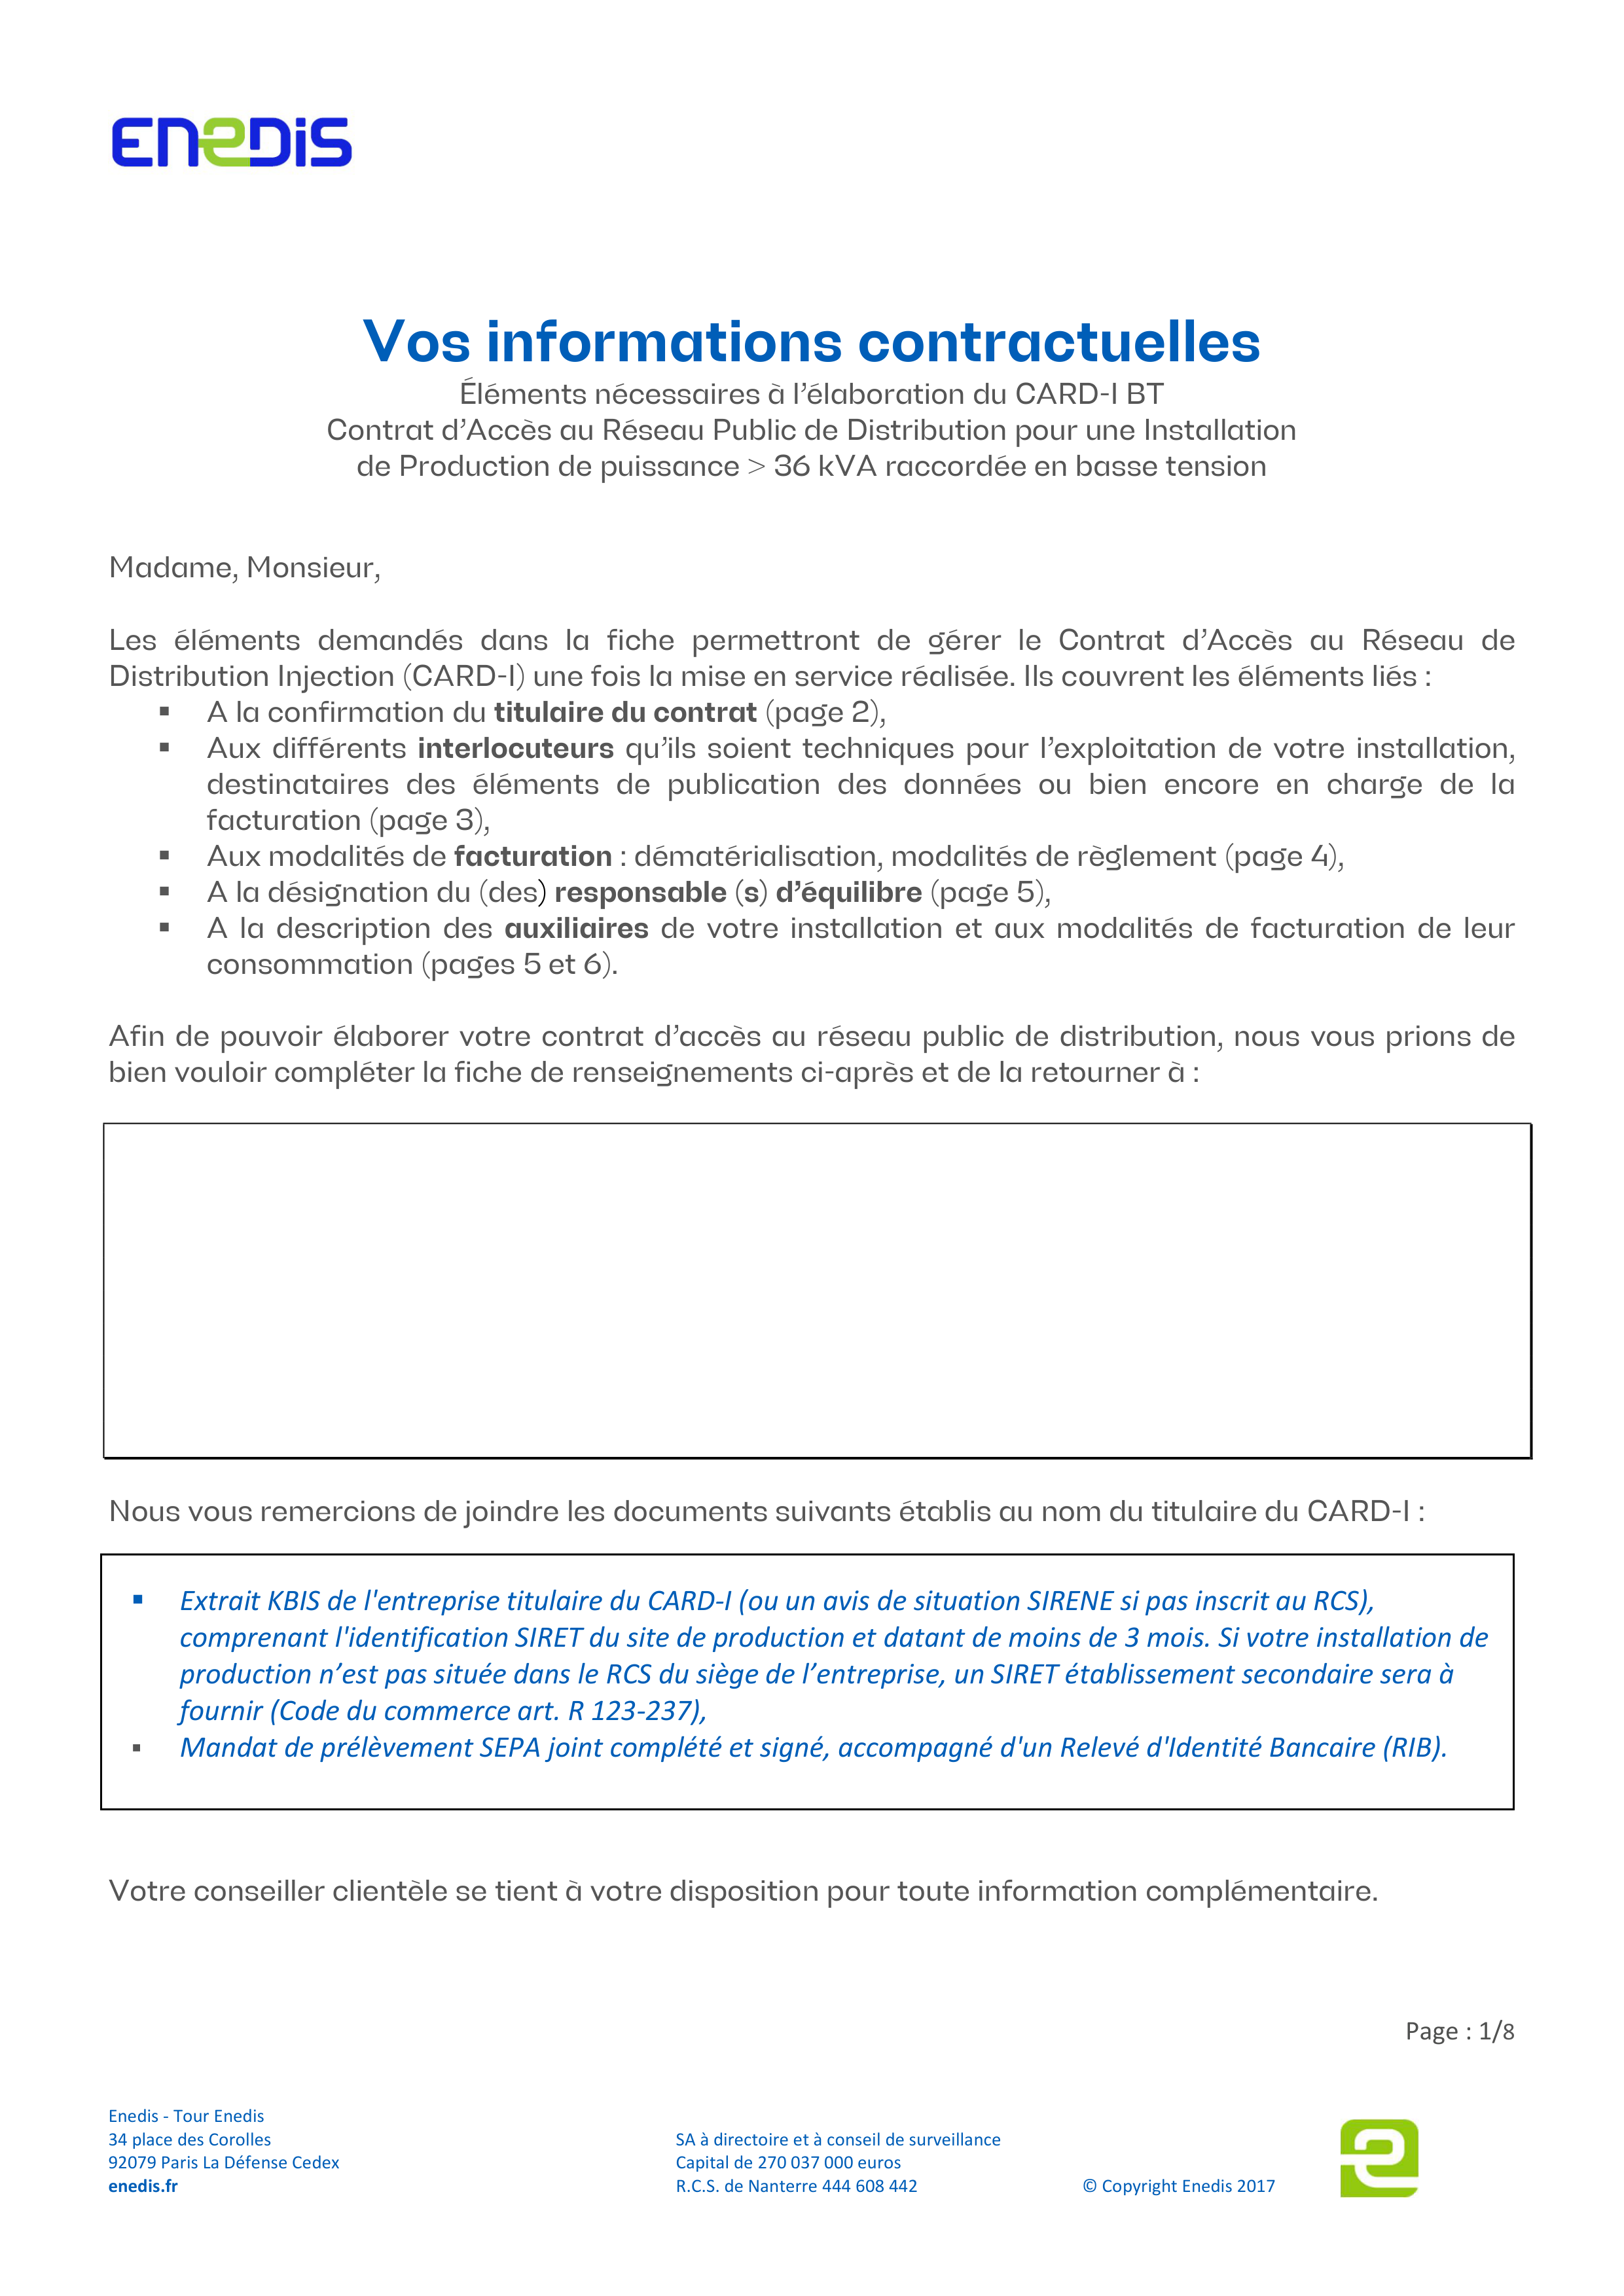 ENEDIS
Vos informations contractuelles
Éléments nécessaires à l’élaboration du CARD-I BT
Contrat d’Accès au Réseau Public de Distribution pour une Installation
de Production de puissance > 36 kVA raccordée en basse tension
Madame, Monsieur,
Les éléments demandés dans la fiche permettront de gérer le Contrat d’Accès au Réseau de
Distribution Injection (CARD-I) une fois la mise en service réalisée. Ils couvrent les éléments liés :
▪ A la confirmation du titulaire du contrat (page 2),
▪ Aux différents interlocuteurs qu’ils soient techniques pour l’exploitation de votre installation,
destinataires des éléments de publication des données ou bien encore en charge de la
facturation (page 3),
▪ Aux modalités de facturation : dématérialisation, modalités de règlement (page 4),
▪ A la désignation du (des) responsable (s) d’équilibre (page 5),
▪ A la description des auxiliaires de votre installation et aux modalités de facturation de leur
consommation (pages 5 et 6).
Afin de pouvoir élaborer votre contrat d’accès au réseau public de distribution, nous vous prions de
bien vouloir compléter la fiche de renseignements ci-après et de la retourner à :
Nous vous remercions de joindre les documents suivants établis au nom du titulaire du CARD-I :
▪ Extrait KBIS de l'entreprise titulaire du CARD-I (ou un avis de situation SIRENE si pas inscrit au RCS),
comprenant l'identification SIRET du site de production et datant de moins de 3 mois. Si votre installation de
production n’est pas située dans le RCS du siège de l’entreprise, un SIRET établissement secondaire sera à
fournir (Code du commerce art. R 123-237),
▪ Mandat de prélèvement SEPA joint complété et signé, accompagné d'un Relevé d'Identité Bancaire (RIB).
Votre conseiller clientèle se tient à votre disposition pour toute information complémentaire.
Page : 1/8
Enedis - Tour Enedis
34 place des Corolles
92079 Paris La Défense Cedex
enedis.fr
SA à directoire et à conseil de surveillance
Capital de 270 037 000 euros
R.C.S. de Nanterre 444 608 442
© Copyright Enedis 2017